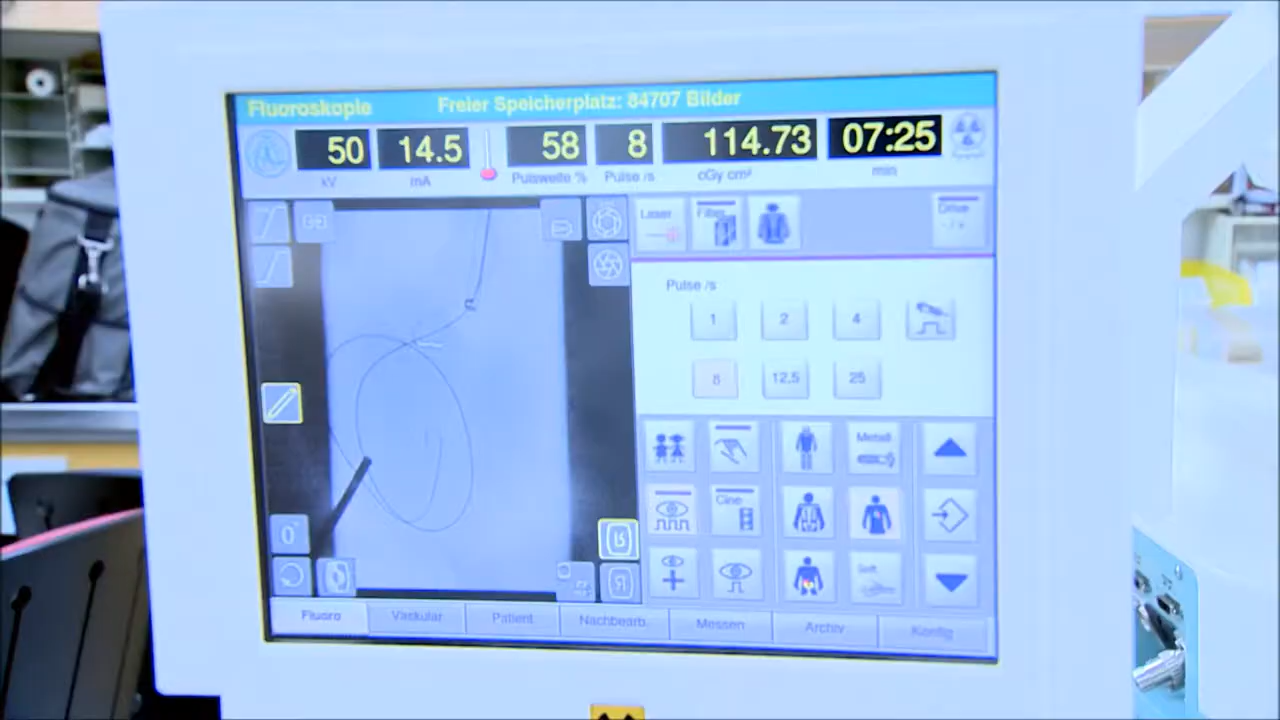 Fluoroskopie Freier Speicherplatz: 84707 Bilder
50 14.5 58 8 114.73 07:25
kV mA Pulsweite % Pulse /s cGy cm² min
Laser Filter
Pulse /s
1 2 4
8 12,5 25
Metall
Cine
0°
R
R
Fluoro Vaskular Patient Nachbearb. Messen Archiv Konfig